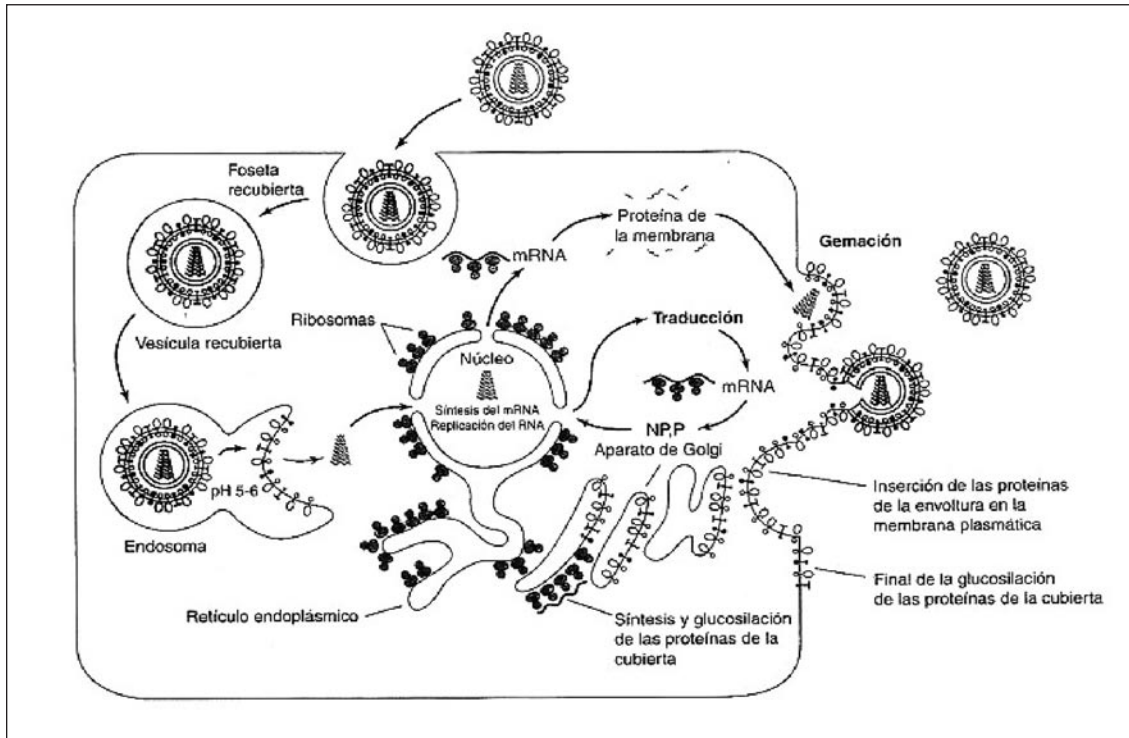 Foseta
recubierta
Proteína de
la membrana
Gemación
mRNA
Ribosomas
Vesícula recubierta
Traducción
Núcleo
mRNA
Síntesis del mRNA
Replicación del RNA
NP,P
Aparato de Golgi
pH 5-6
Inserción de las proteínas
de la envoltura en la
membrana plasmática
Endosoma
Final de la glucosilación
de las proteínas de la cubierta
Retículo endoplásmico
Síntesis y glucosilación
de las proteínas de la
cubierta